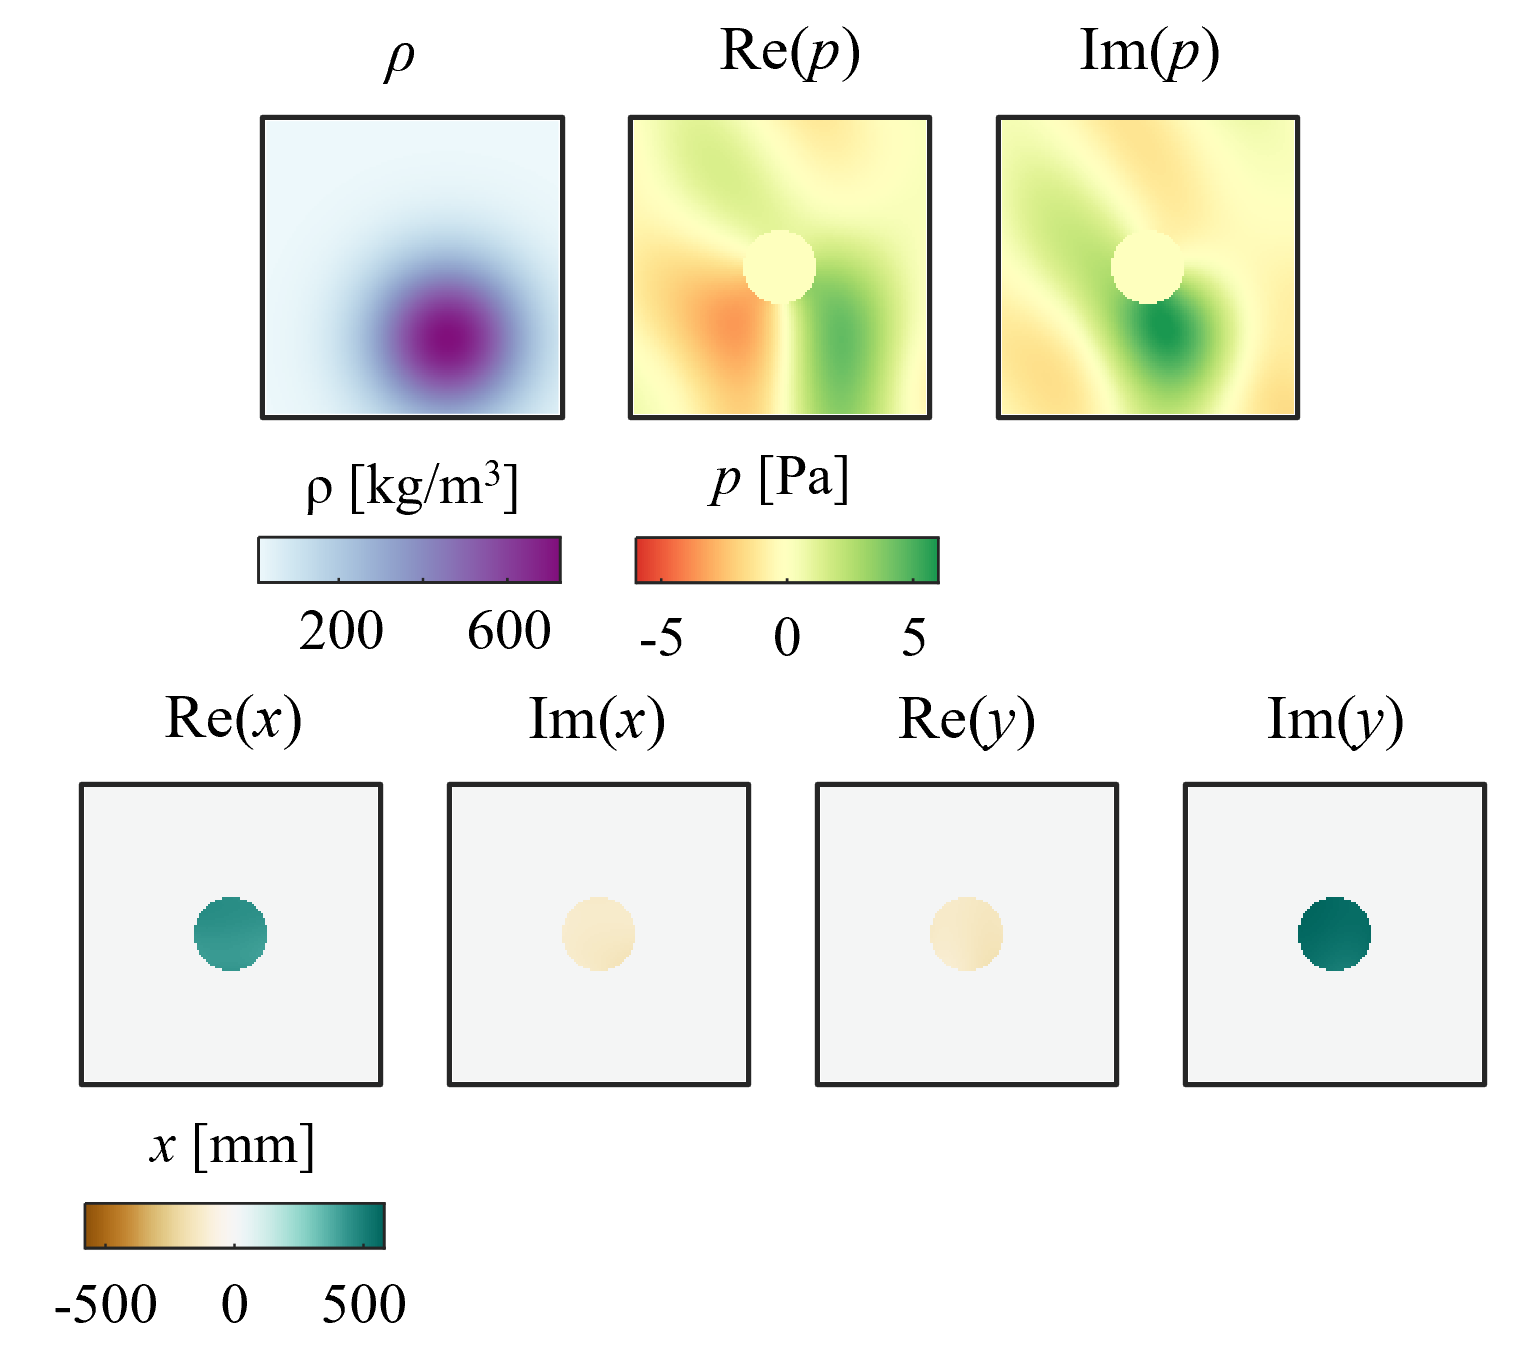 ρ Re(p) Im(p)
ρ [kg/m³] p [Pa]
200 600 -5 0 5
Re(x) Im(x) Re(y) Im(y)
x [mm]
-500 0 500